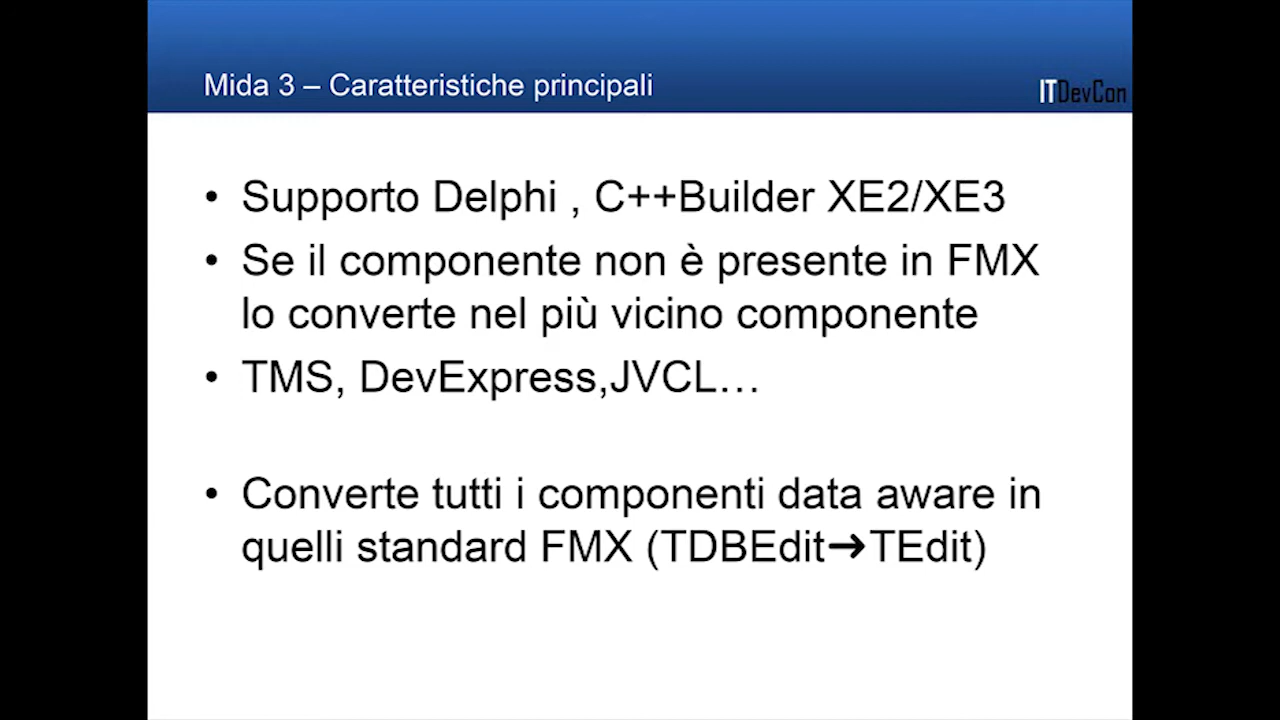 Mida 3 – Caratteristiche principali
ITDevCon
• Supporto Delphi , C++Builder XE2/XE3
• Se il componente non è presente in FMX
lo converte nel più vicino componente
• TMS, DevExpress,JVCL…
• Converte tutti i componenti data aware in
quelli standard FMX (TDBEdit➔TEdit)